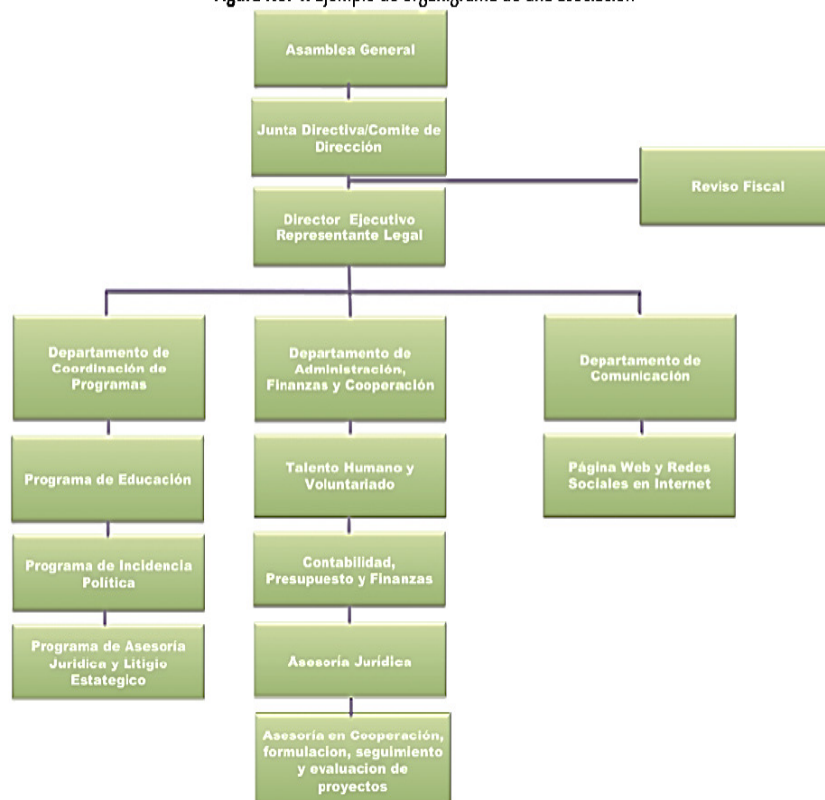 Asamblea General
Junta Directiva/Comite de
Dirección
Reviso Fiscal
Director Ejecutivo
Representante Legal
Departamento de
Coordinación de
Programas
Departamento de
Administración,
Finanzas y Cooperación
Departamento de
Comunicación
Programa de Educación
Talento Humano y
Voluntariado
Página Web y Redes
Sociales en Internet
Programa de Incidencia
Política
Contabilidad,
Presupuesto y Finanzas
Programa de Asesoría
Juridica y Litigio
Estategico
Asesoría Jurídica
Asesoría en Cooperación,
formulacion, seguimiento
y evaluacion de
proyectos